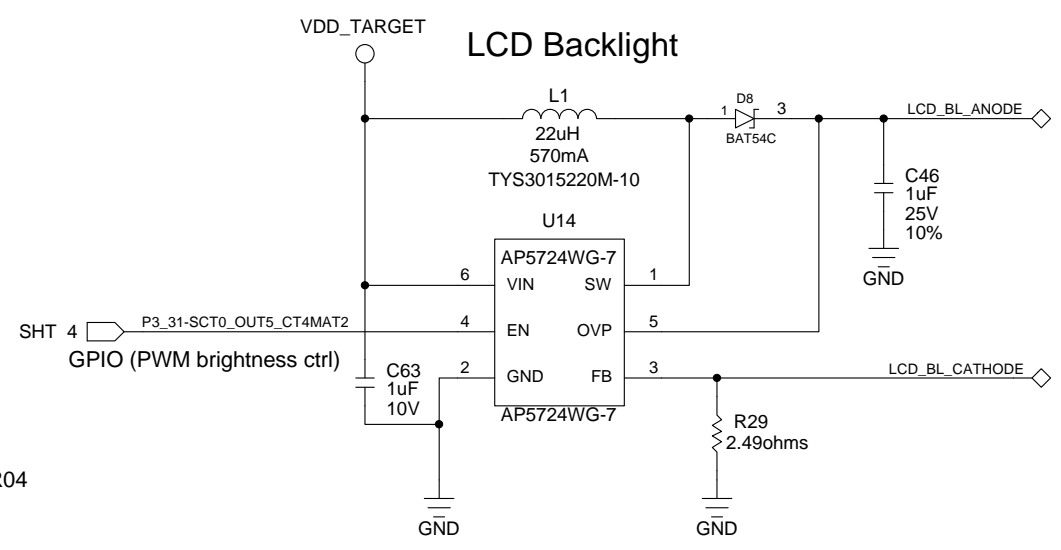 VDD_TARGET
LCD Backlight
L1
22uH
570mA
TYS3015220M-10
D8
1 3
BAT54C
LCD_BL_ANODE
C46
1uF
25V
10%
GND
U14
AP5724WG-7
6 VIN SW 1
SHT 4 P3_31-SCT0_OUT5_CT4MAT2 4 EN OVP 5
GPIO (PWM brightness ctrl)
2 GND FB 3 LCD_BL_CATHODE
C63
1uF
10V
AP5724WG-7
R29
2.49ohms
GND
GND